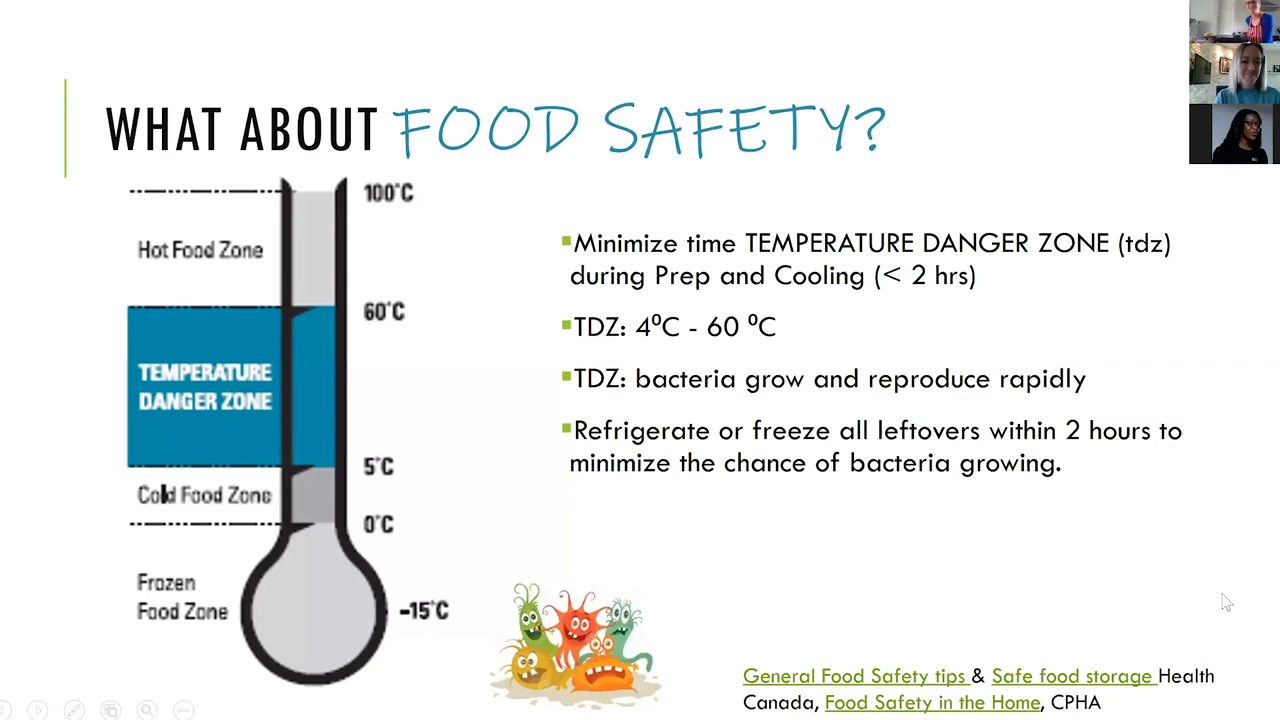 WHAT ABOUT FOOD SAFETY?
100°C
Hot Food Zone
60°C
TEMPERATURE
DANGER ZONE
5°C
Cold Food Zone
0°C
Frozen
Food Zone
-15°C
▪Minimize time TEMPERATURE DANGER ZONE (tdz)
during Prep and Cooling (< 2 hrs)
▪TDZ: 4⁰C - 60 ⁰C
▪TDZ: bacteria grow and reproduce rapidly
▪Refrigerate or freeze all leftovers within 2 hours to
minimize the chance of bacteria growing.
General Food Safety tips & Safe food storage Health
Canada, Food Safety in the Home, CPHA